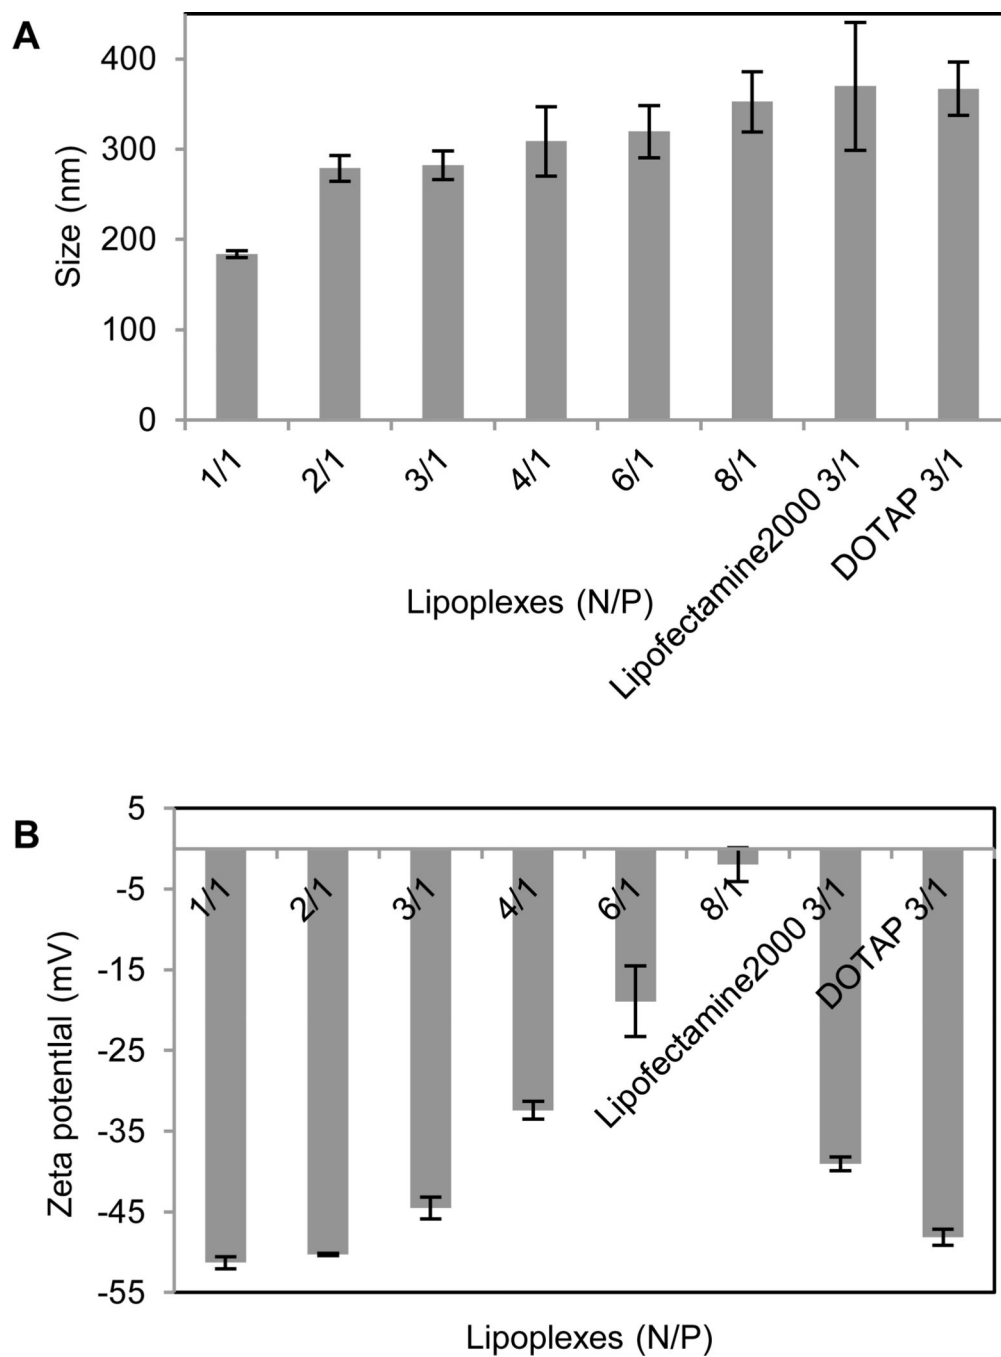 A
400
300
200
100
0
Size (nm)
1/1
2/1
3/1
4/1
6/1
8/1
Lipofectamine2000 3/1
DOTAP 3/1
Lipoplexes (N/P)
B
5
-5
-15
-25
-35
-45
-55
Zeta potential (mV)
1/1
2/1
3/1
4/1
6/1
8/1
Lipofectamine2000 3/1
DOTAP 3/1
Lipoplexes (N/P)